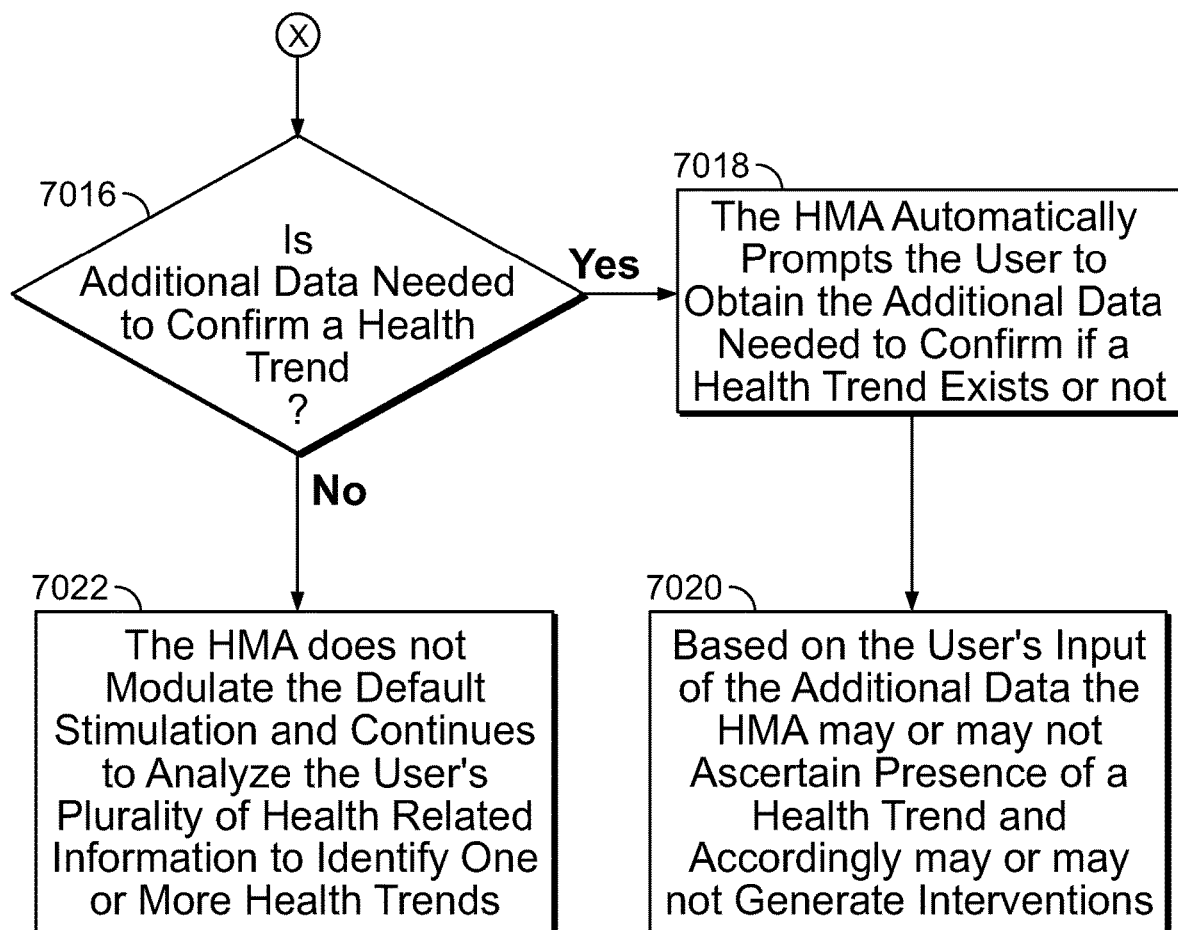 X
7016
Is
Additional Data Needed
to Confirm a Health
Trend
?
Yes
No
7018
The HMA Automatically
Prompts the User to
Obtain the Additional Data
Needed to Confirm if a
Health Trend Exists or not
7022
The HMA does not
Modulate the Default
Stimulation and Continues
to Analyze the User's
Plurality of Health Related
Information to Identify One
or More Health Trends
7020
Based on the User's Input
of the Additional Data the
HMA may or may not
Ascertain Presence of a
Health Trend and
Accordingly may or may
not Generate Interventions